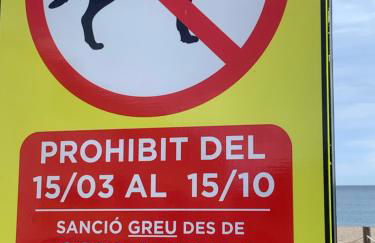 PROHIBIT DEL
15/03 AL 15/10
SANCIÓ GREU DES DE